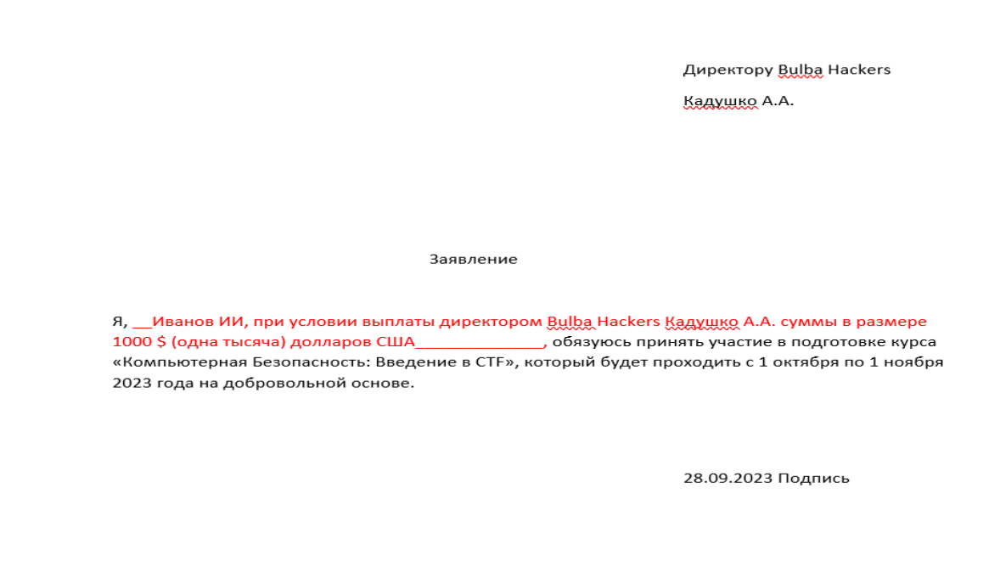 Директору Bulba Hackers
Кадушко А.А.
Заявление
Я, __Иванов ИИ, при условии выплаты директором Bulba Hackers Кадушко А.А. суммы в размере
1000 $ (одна тысяча) долларов США_____________, обязуюсь принять участие в подготовке курса
«Компьютерная Безопасность: Введение в CTF», который будет проходить с 1 октября по 1 ноября
2023 года на добровольной основе.
28.09.2023 Подпись